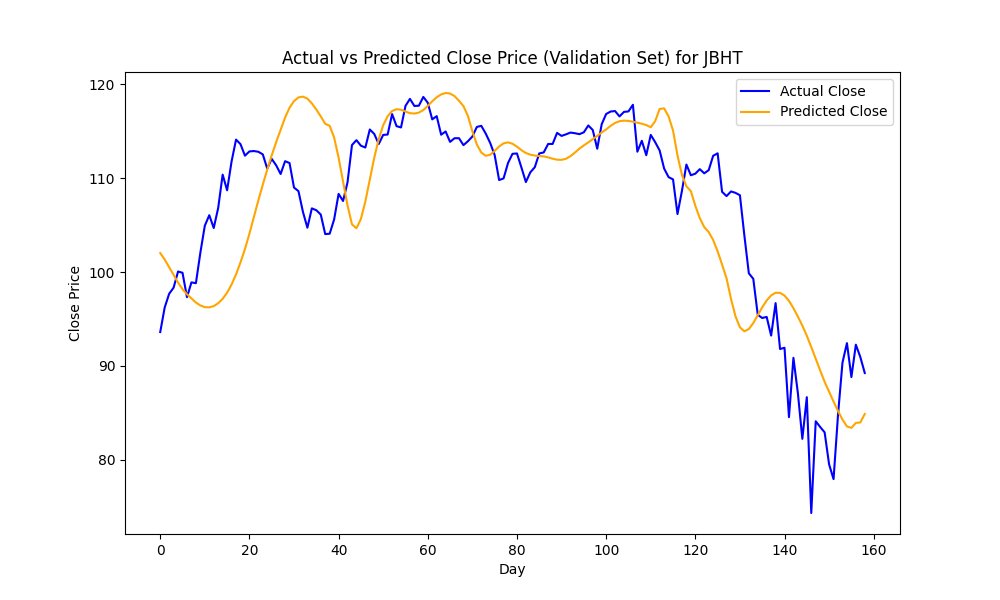 Actual vs Predicted Close Price (Validation Set) for JBHT
Actual Close
Predicted Close
Close Price
120
110
100
90
80
0 20 40 60 80 100 120 140 160
Day